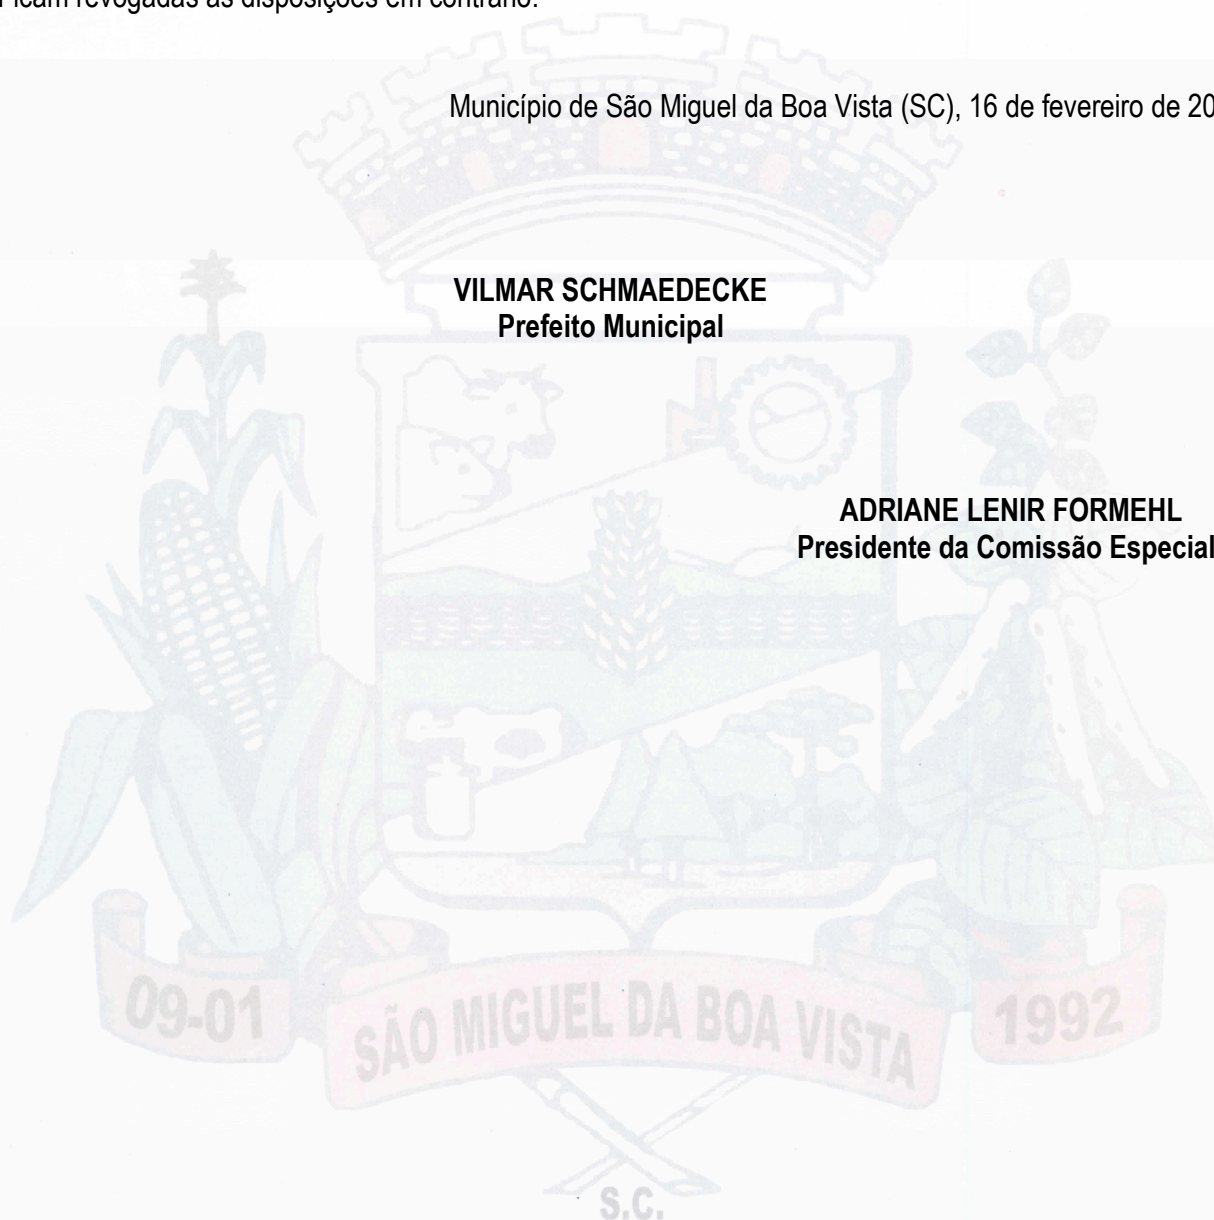 Ficam revogadas as disposições em contrário.
Município de São Miguel da Boa Vista (SC), 16 de fevereiro de 20
VILMAR SCHMAEDECKE
Prefeito Municipal
ADRIANE LENIR FORMEHL
Presidente da Comissão Especial
09-01
SÃO MIGUEL DA BOA VISTA
1992
S.C.